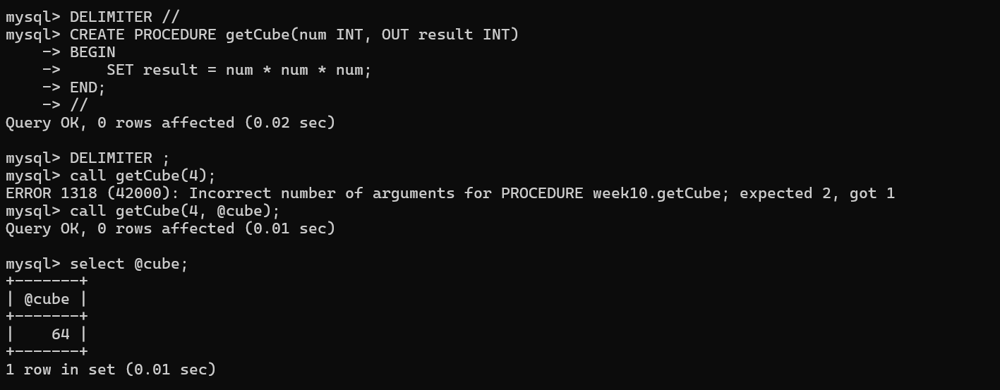 mysql> DELIMITER //
mysql> CREATE PROCEDURE getCube(num INT, OUT result INT)
    -> BEGIN
    ->     SET result = num * num * num;
    -> END;
    -> //
Query OK, 0 rows affected (0.02 sec)

mysql> DELIMITER ;
mysql> call getCube(4);
ERROR 1318 (42000): Incorrect number of arguments for PROCEDURE week10.getCube; expected 2, got 1
mysql> call getCube(4, @cube);
Query OK, 0 rows affected (0.01 sec)

mysql> select @cube;
+-------+
| @cube |
+-------+
|    64 |
+-------+
1 row in set (0.01 sec)